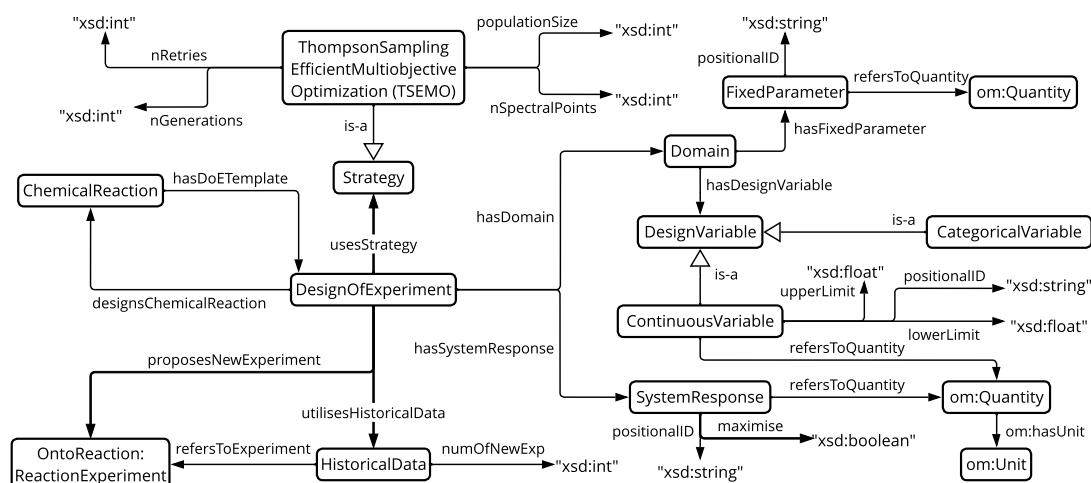 "xsd:int"
nRetries
"xsd:int"
nGenerations
ThompsonSampling
EfficientMultiobjective
Optimization (TSEMO)
populationSize
"xsd:int"
nSpectralPoints
"xsd:int"
is-a
Strategy
"xsd:string"
positionalID
FixedParameter
refersToQuantity
om:Quantity
hasFixedParameter
Domain
hasDesignVariable
ChemicalReaction
hasDoETemplate
usesStrategy
hasDomain
DesignVariable
is-a
CategoricalVariable
is-a
DesignOfExperiment
designsChemicalReaction
"xsd:float"
upperLimit
positionalID
"xsd:string"
ContinuousVariable
lowerLimit
"xsd:float"
refersToQuantity
proposesNewExperiment
hasSystemResponse
SystemResponse
refersToQuantity
om:Quantity
utilisesHistoricalData
positionalID
maximise
"xsd:boolean"
om:hasUnit
"xsd:string"
om:Unit
OntoReaction:
ReactionExperiment
refersToExperiment
HistoricalData
numOfNewExp
"xsd:int"